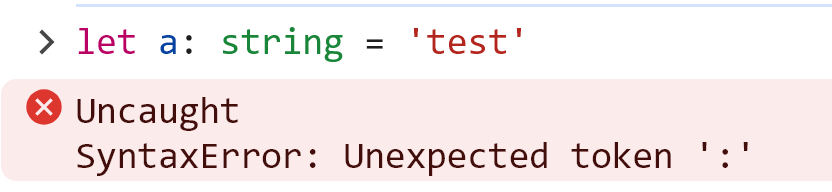 let a: string = 'test'
Uncaught
SyntaxError: Unexpected token ':'